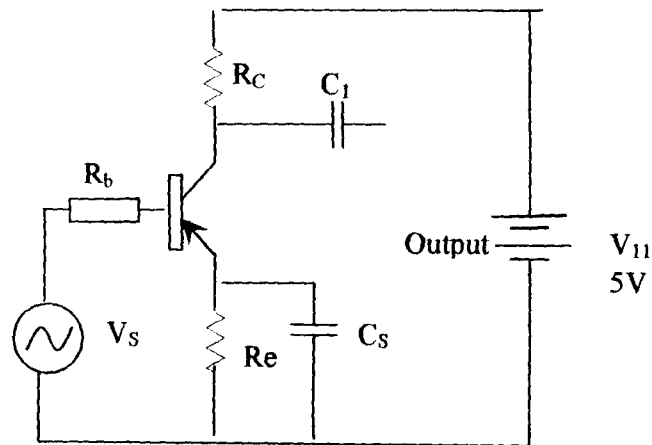 R_C
C_1
R_b
Output
V_11
5V
V_S
Re
C_S